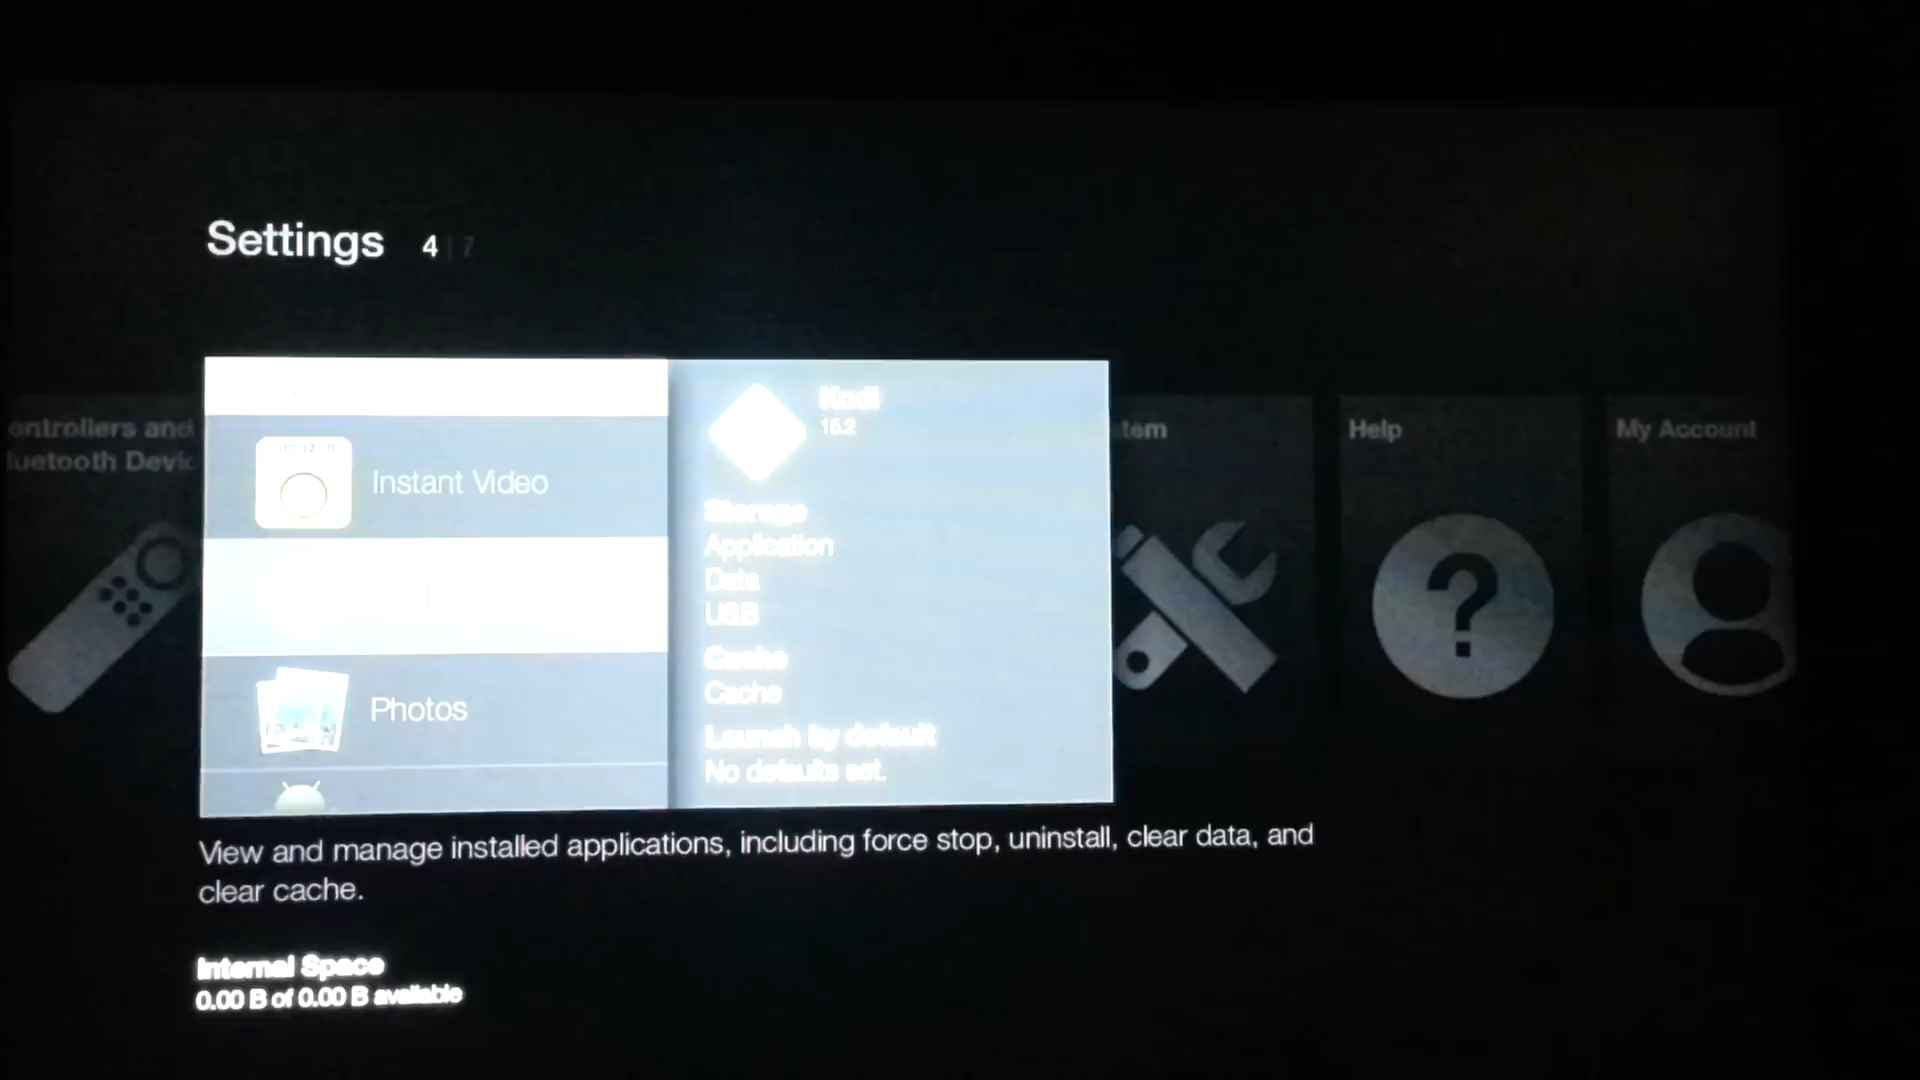 Settings 4 | 7
ontrollers and
luetooth Devic
amazon
Instant Video
Photos
Kodi
15.2
Storage
Application
Data
USB
Cache
Cache
Launch by default
No defaults set.
tem
Help
My Account
View and manage installed applications, including force stop, uninstall, clear data, and
clear cache.
Internal Space
0.00 B of 0.00 B available